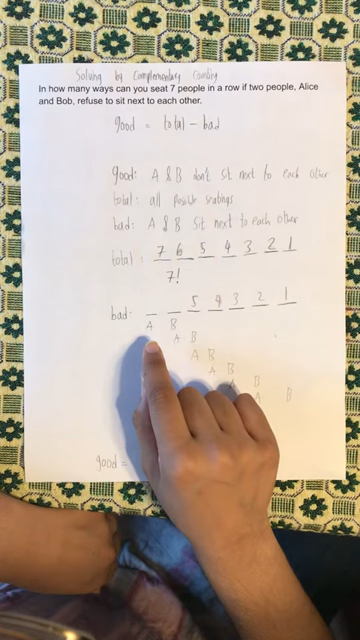 Solving by Complementary Counting
In how many ways can you seat 7 people in a row if two people, Alice
and Bob, refuse to sit next to each other.
good = total - bad
good: A & B don't sit next to each other
total: all possible seatings
bad: A & B sit next to each other
total: 7 6 5 4 3 2 1
7!
bad: _ _ 5 4 3 2 1
A B
A B
A B
A B
A B
A B
good =